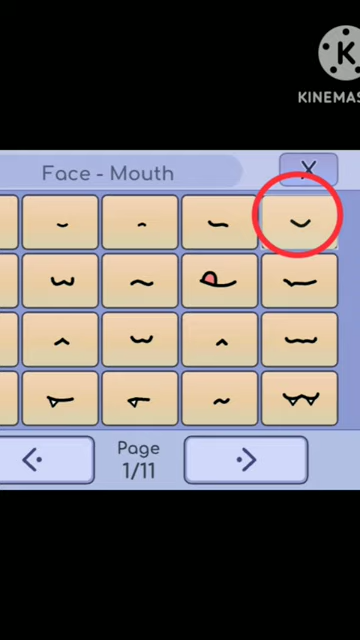 KINEMAS
Face - Mouth
X
Page
1/11